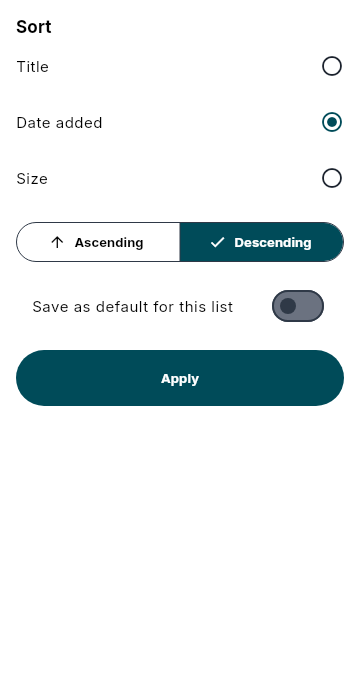 Sort
Title
Date added
Size
Ascending
Descending
Save as default for this list
Apply